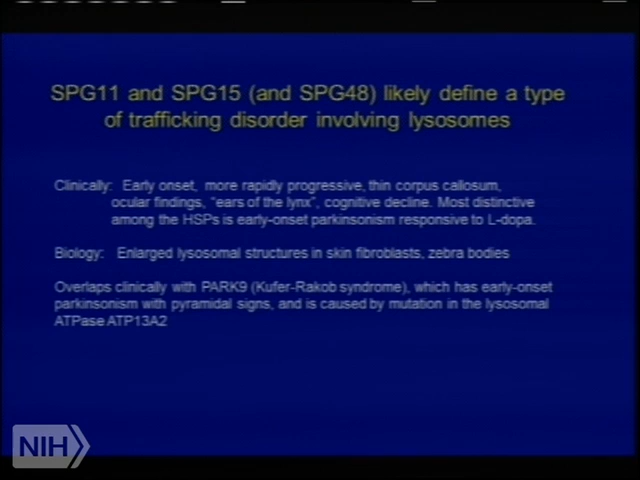 SPG11 and SPG15 (and SPG48) likely define a type
of trafficking disorder involving lysosomes
Clinically: Early onset, more rapidly progressive, thin corpus callosum,
ocular findings, “ears of the lynx”, cognitive decline. Most distinctive
among the HSPs is early-onset parkinsonism responsive to L-dopa.
Biology: Enlarged lysosomal structures in skin fibroblasts, zebra bodies
Overlaps clinically with PARK9 (Kufer-Rakob syndrome), which has early-onset
parkinsonism with pyramidal signs, and is caused by mutation in the lysosomal
ATPase ATP13A2
NIH